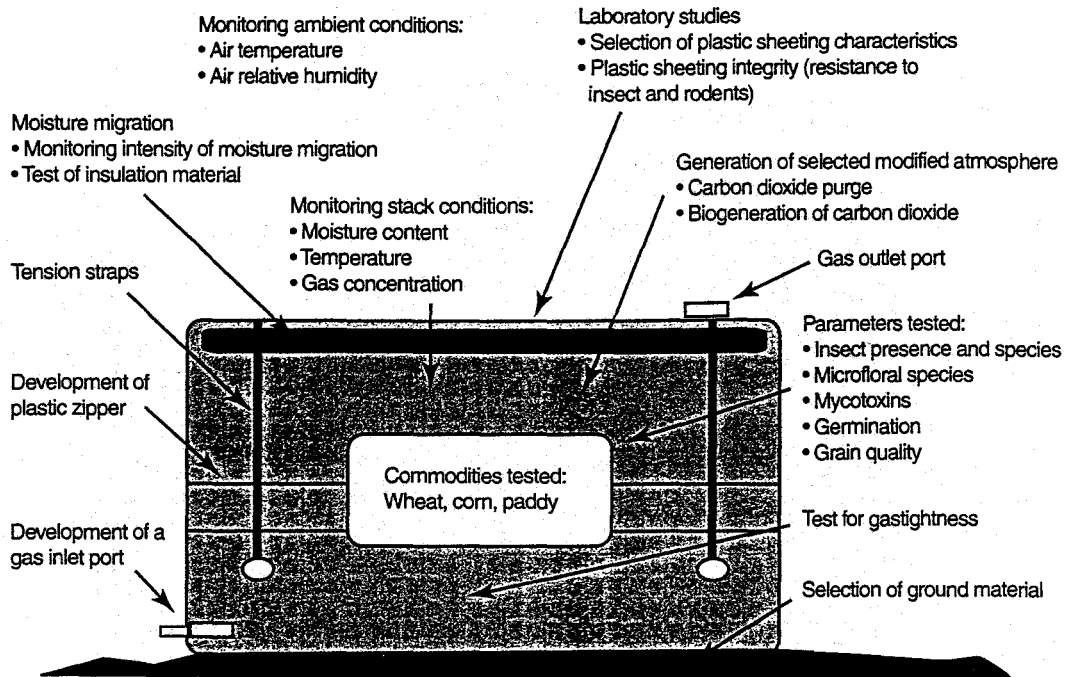 Monitoring ambient conditions:
• Air temperature
• Air relative humidity
Laboratory studies
• Selection of plastic sheeting characteristics
• Plastic sheeting integrity (resistance to
insect and rodents)
Moisture migration
• Monitoring intensity of moisture migration
• Test of insulation material
Generation of selected modified atmosphere
• Carbon dioxide purge
• Biogeneration of carbon dioxide
Monitoring stack conditions:
• Moisture content
• Temperature
• Gas concentration
Tension straps
Gas outlet port
Parameters tested:
• Insect presence and species
• Microfloral species
• Mycotoxins
• Germination
• Grain quality
Development of
plastic zipper
Commodities tested:
Wheat, corn, paddy
Development of a
gas inlet port
Test for gastightness
Selection of ground material